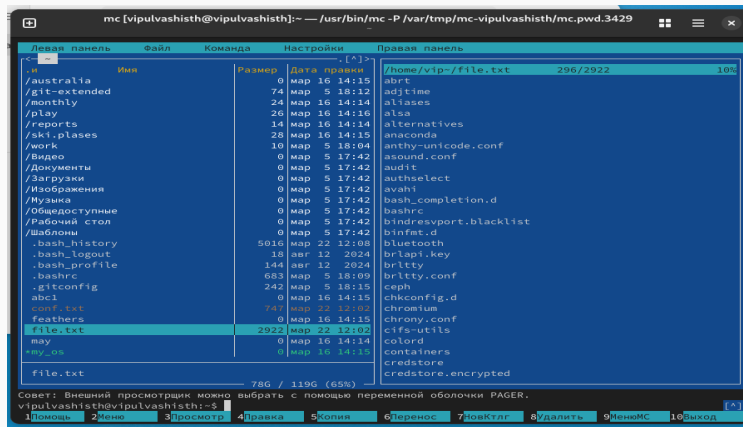 mc [vipulvashisth@vipulvashisth]:~ — /usr/bin/mc -P /var/tmp/mc-vipulvashisth/mc.pwd.3429
Левая панель Файл Команда Настройки Правая панель
<— ~ .[^]>
.и Имя Размер Дата правки
/australia 0 мар 16 14:15
/git-extended 74 мар 5 18:12
/monthly 24 мар 16 14:14
/play 26 мар 16 14:16
/reports 14 мар 16 14:14
/ski.plases 28 мар 16 14:15
/work 10 мар 5 18:04
/Видео 0 мар 5 17:42
/Документы 0 мар 5 17:42
/Загрузки 0 мар 5 17:42
/Изображения 0 мар 5 17:42
/Музыка 0 мар 5 17:42
/Общедоступные 0 мар 5 17:42
/Рабочий стол 0 мар 5 17:42
/Шаблоны 0 мар 5 17:42
.bash_history 5016 мар 22 12:08
.bash_logout 18 авг 12 2024
.bash_profile 144 авг 12 2024
.bashrc 683 мар 5 18:09
.gitconfig 242 мар 5 18:15
abc1 0 мар 16 14:15
conf.txt 747 мар 22 12:02
feathers 0 мар 16 14:15
file.txt 2922 мар 22 12:02
may 0 мар 16 14:14
*my_os 0 мар 16 14:15
file.txt
78G / 119G (65%)
/home/vip~/file.txt 296/2922 10%
abrt
adjtime
aliases
alsa
alternatives
anaconda
anthy-unicode.conf
asound.conf
audit
authselect
avahi
bash_completion.d
bashrc
bindresvport.blacklist
binfmt.d
bluetooth
brlapi.key
brltty
brltty.conf
ceph
chkconfig.d
chromium
chrony.conf
cifs-utils
colord
containers
credstore
credstore.encrypted
Совет: Внешний просмотрщик можно выбрать с помощью переменной оболочки PAGER.
vipulvashisth@vipulvashisth:~$ [^]
1Помощь 2Меню 3Просмотр 4Правка 5Копия 6Перенос 7НовКтлг 8Удалить 9МенюMC 10Выход